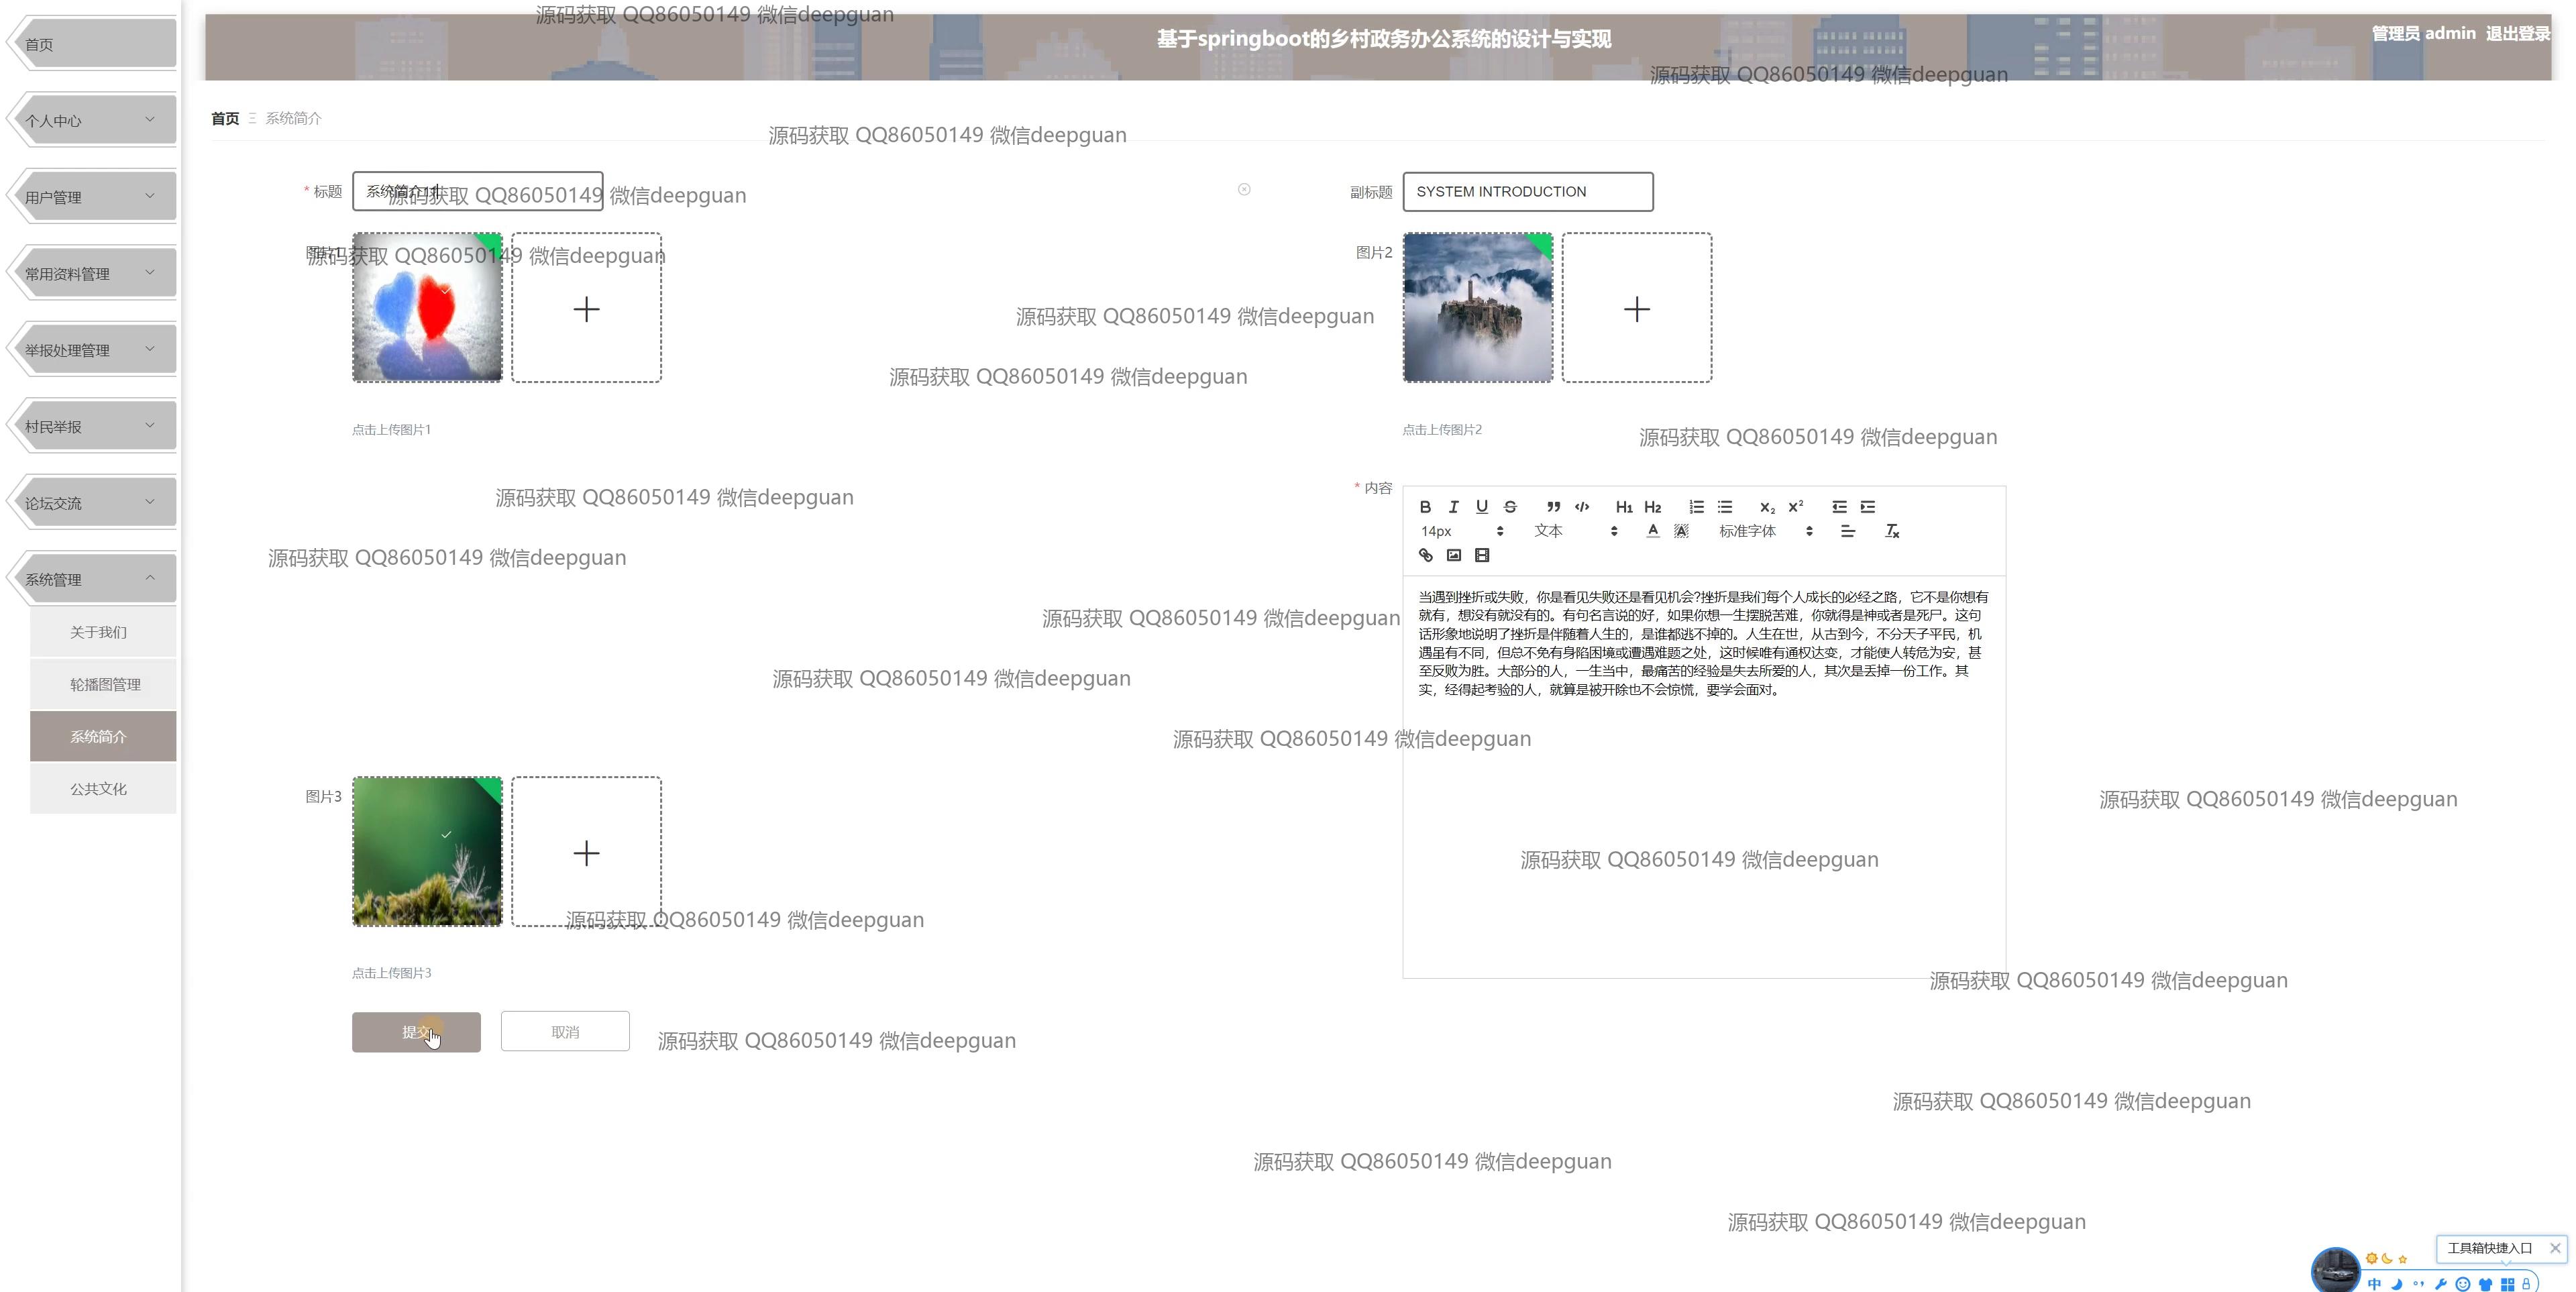 源码获取 QQ86050149 微信deepguan
基于springboot的乡村政务办公系统的设计与实现
管理员 admin 退出登录
源码获取 QQ86050149 微信deepguan
首页
个人中心
用户管理
常用资料管理
举报处理管理
村民举报
论坛交流
系统管理
关于我们
轮播图管理
系统简介
公共文化
首页 系统简介
源码获取 QQ86050149 微信deepguan
* 标题
系统简介11
源码获取 QQ86050149 微信deepguan
副标题
SYSTEM INTRODUCTION
图片1
源码获取 QQ86050149 微信deepguan
图片2
源码获取 QQ86050149 微信deepguan
源码获取 QQ86050149 微信deepguan
点击上传图片1
点击上传图片2
源码获取 QQ86050149 微信deepguan
源码获取 QQ86050149 微信deepguan
* 内容
B I U S H1 H2 x2 x2
14px 文本 A A 标准字体 Tx
源码获取 QQ86050149 微信deepguan
当遇到挫折或失败，你是看见失败还是看见机会?挫折是我们每个人成长的必经之路，它不是你想有
就有，想没有就没有的。有句名言说的好，如果你想一生摆脱苦难，你就得是神或者是死尸。这句
话形象地说明了挫折是伴随着人生的，是谁都逃不掉的。人生在世，从古到今，不分天子平民，机
遇虽有不同，但总不免有身陷困境或遭遇难题之处，这时候唯有通权达变，才能使人转危为安，甚
至反败为胜。大部分的人，一生当中，最痛苦的经验是失去所爱的人，其次是丢掉一份工作。其
实，经得起考验的人，就算是被开除也不会惊慌，要学会面对。
源码获取 QQ86050149 微信deepguan
源码获取 QQ86050149 微信deepguan
源码获取 QQ86050149 微信deepguan
图片3
源码获取 QQ86050149 微信deepguan
源码获取 QQ86050149 微信deepguan
源码获取 QQ86050149 微信deepguan
点击上传图片3
源码获取 QQ86050149 微信deepguan
提交
取消
源码获取 QQ86050149 微信deepguan
源码获取 QQ86050149 微信deepguan
源码获取 QQ86050149 微信deepguan
源码获取 QQ86050149 微信deepguan
工具箱快捷入口
中